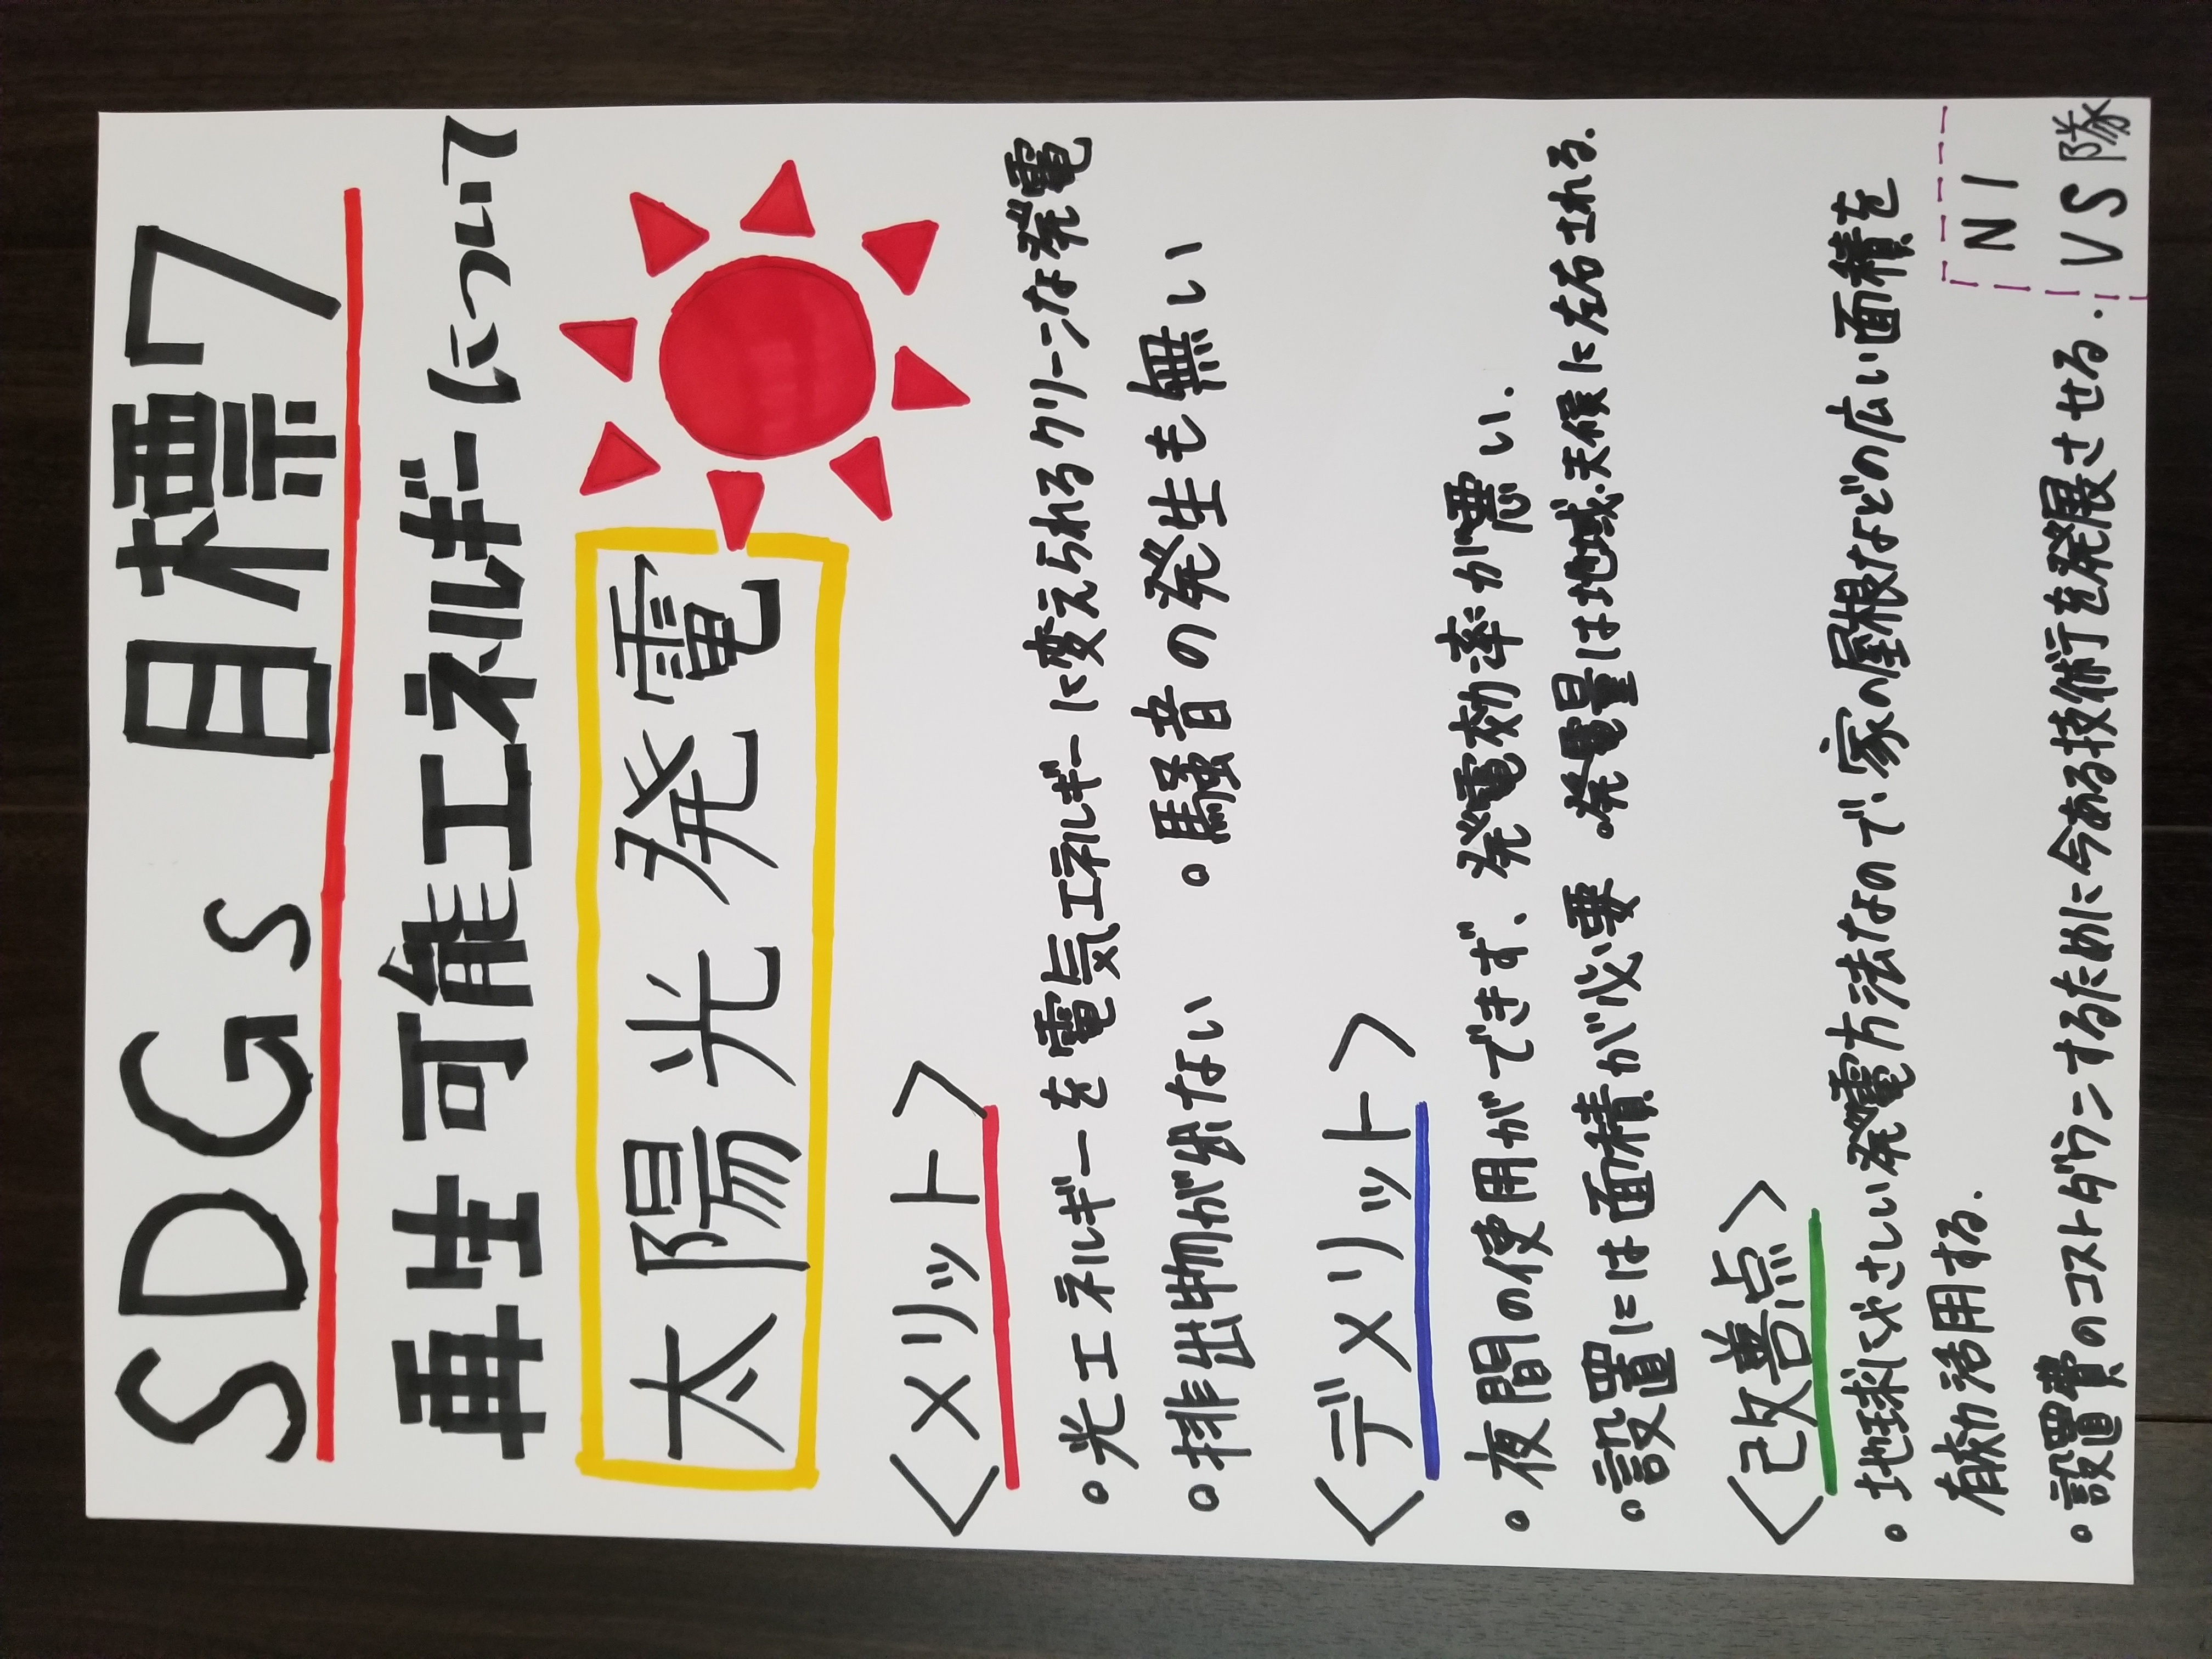 SDGs 目標7
再生可能エネルギーについて
太陽光発電
＜メリット＞
◦光エネルギーを電気エネルギーに変えられるクリーンな発電
◦排出物が出ない ◦騒音の発生も無い
＜デメリット＞
◦夜間の使用ができず、発電効率が悪い.
◦設置には面積が必要 ◦発電量は地域・天候に左右される.
＜改善点＞
◦地球にやさしい発電方法なので、家の屋根などの広い面積を
有効活用する.
◦設置費のコストダウンするために今ある技術を発展させる.
N1
VS隊